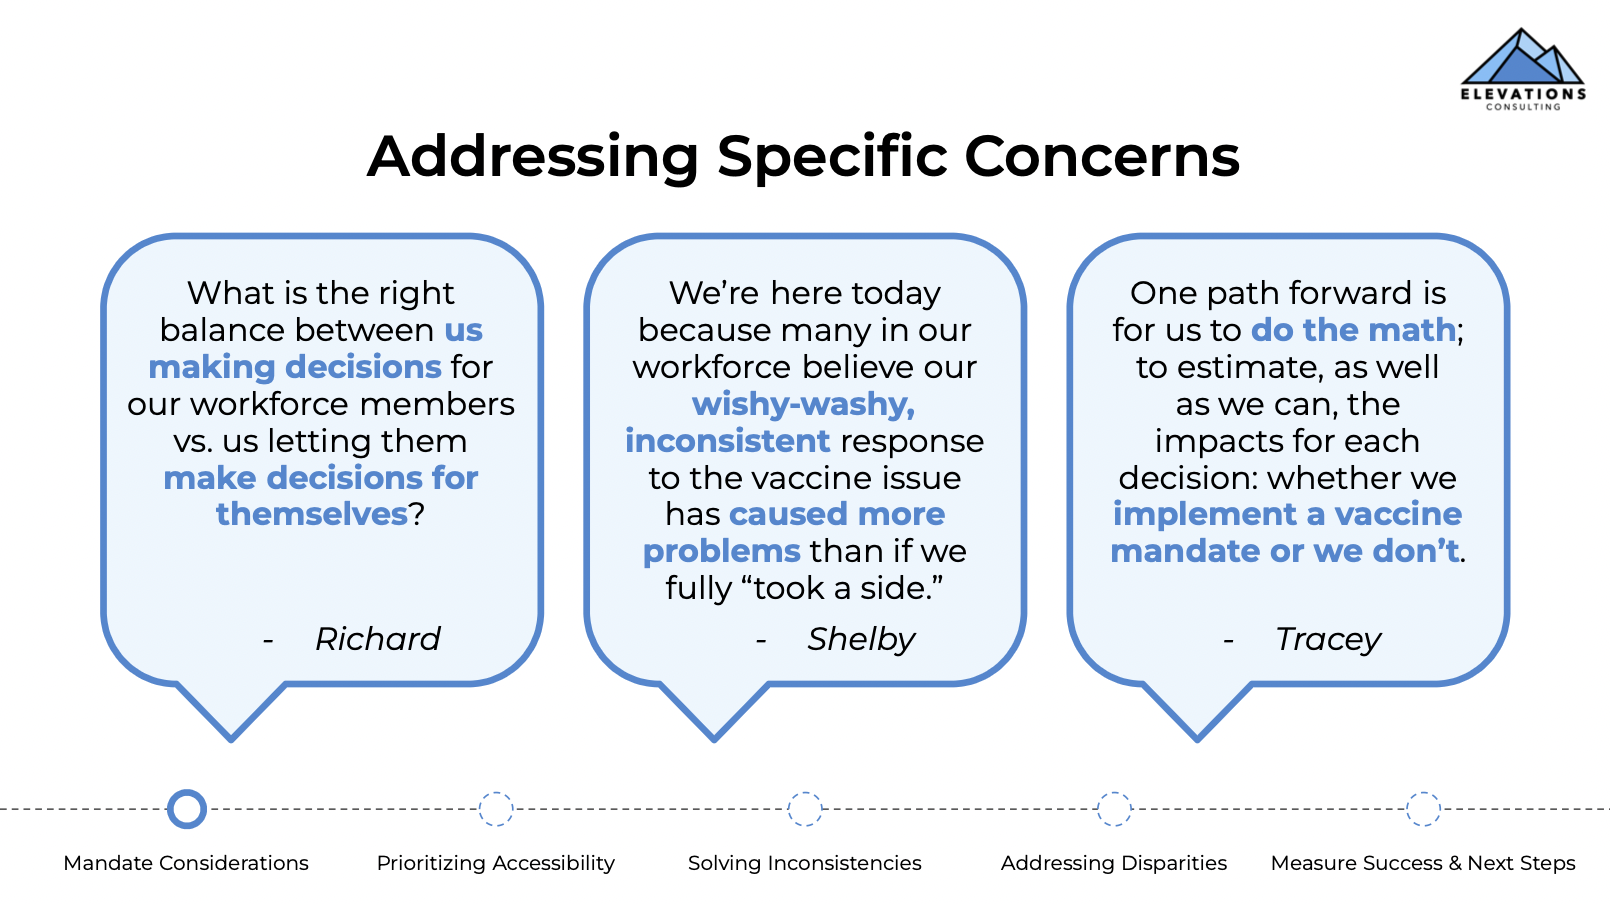 ELEVATIONS
CONSULTING
Addressing Specific Concerns
What is the right
balance between us
making decisions for
our workforce members
vs. us letting them
make decisions for
themselves?
- Richard
We’re here today
because many in our
workforce believe our
wishy-washy,
inconsistent response
to the vaccine issue
has caused more
problems than if we
fully “took a side.”
- Shelby
One path forward is
for us to do the math;
to estimate, as well
as we can, the
impacts for each
decision: whether we
implement a vaccine
mandate or we don’t.
- Tracey
Mandate Considerations
Prioritizing Accessibility
Solving Inconsistencies
Addressing Disparities
Measure Success & Next Steps